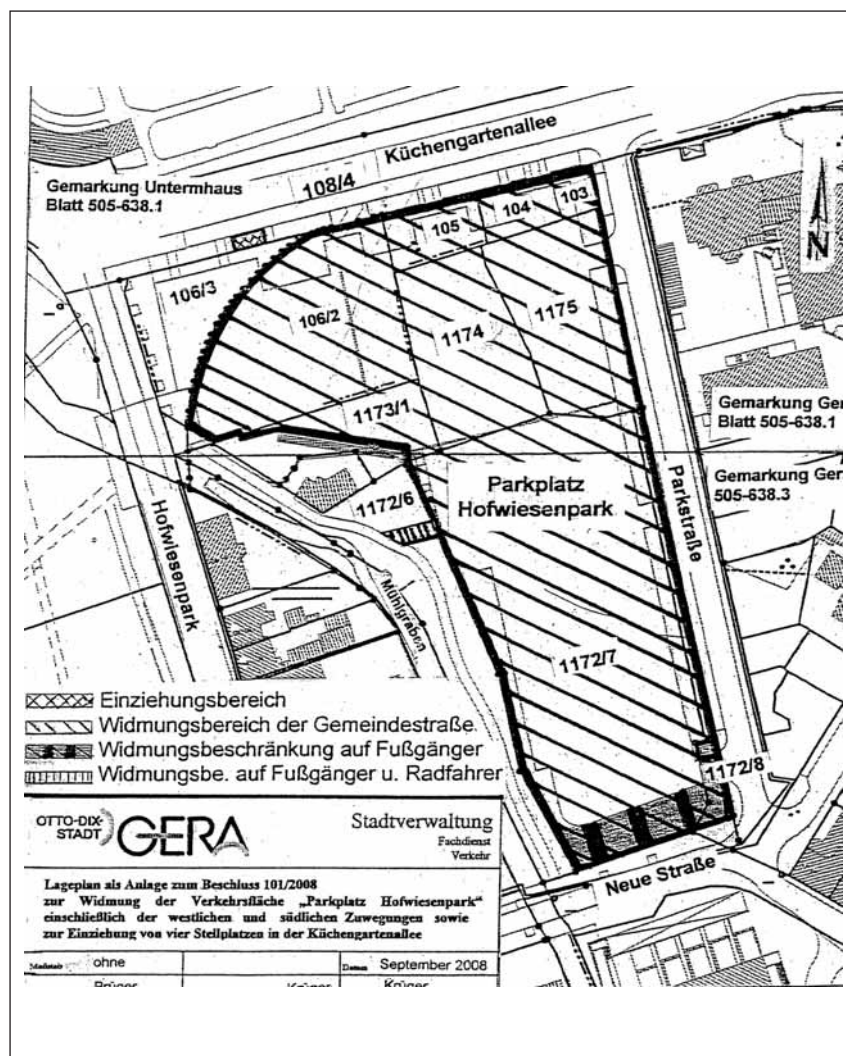 Küchengartenallee
Gemarkung Untermhaus
Blatt 505-638.1
108/4
103
104
105
N
106/3
106/2
1174
1175
1173/1
Gemarkung Ger
Blatt 505-638.1
Gemarkung Ger
505-638.3
1172/6
Parkplatz
Hofwiesenpark
Parkstraße
Hofwiesenpark
Mühlgraben
1172/7
1172/8
Neue Straße
Einziehungsbereich
Widmungsbereich der Gemeindestraße
Widmungsbeschränkung auf Fußgänger
Widmungsbe. auf Fußgänger u. Radfahrer
OTTO-DIX-
STADT
GERA
Stadtverwaltung
Fachdienst
Verkehr
Lageplan als Anlage zum Beschluss 101/2008
zur Widmung der Verkehrsfläche „Parkplatz Hofwiesenpark“
einschließlich der westlichen und südlichen Zuwegungen sowie
zur Einziehung von vier Stellplatzen in der Küchengartenallee
Maßstab ohne Datum September 2008
Krüger